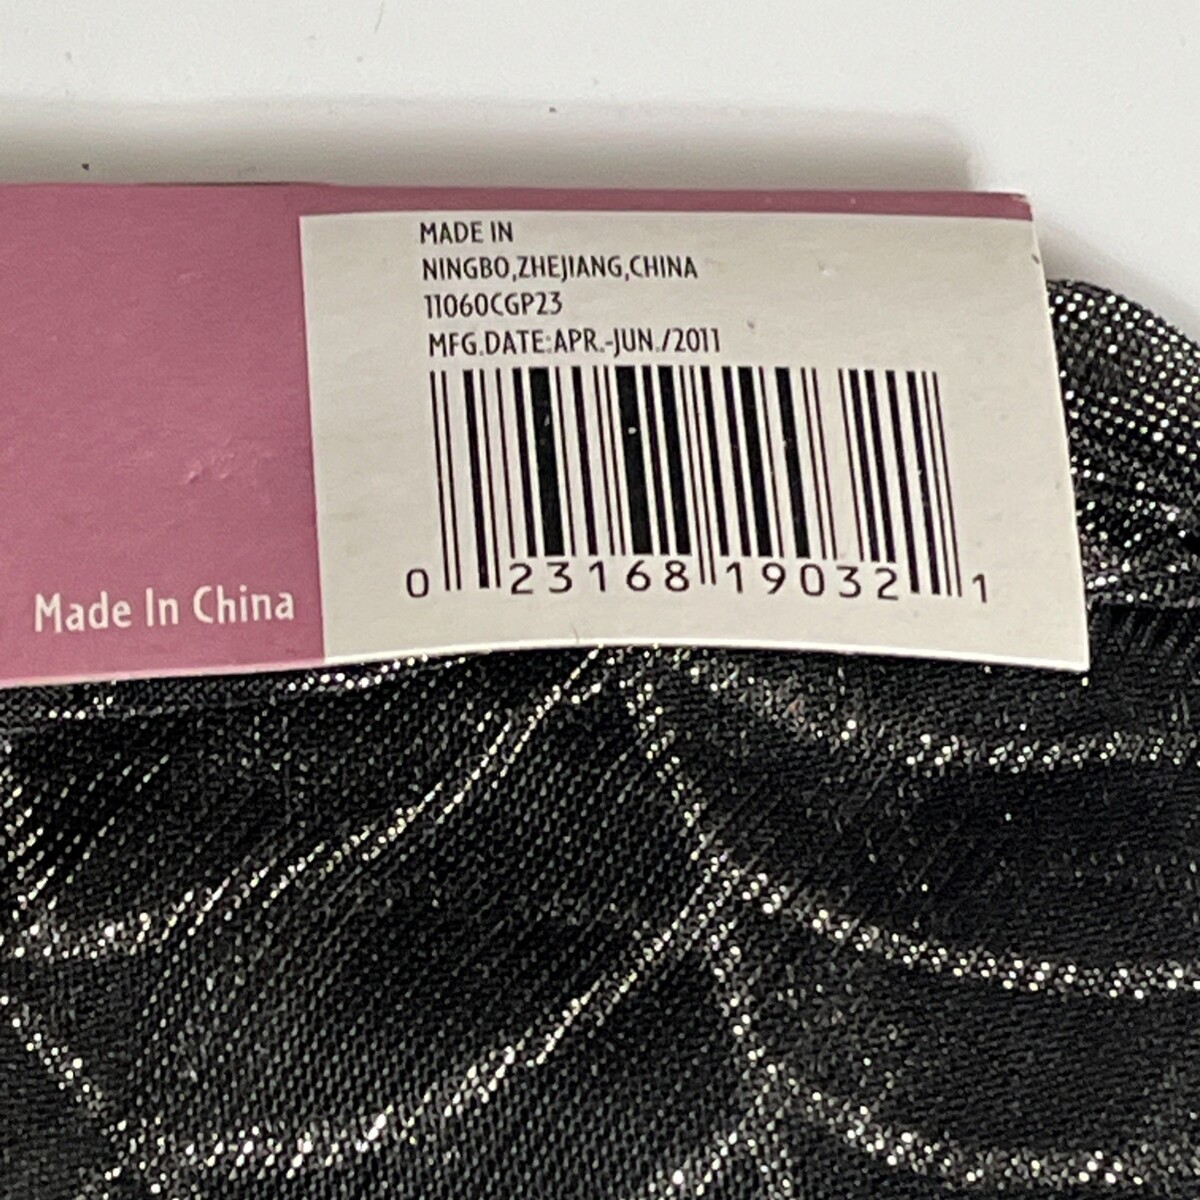 MADE IN
NINGBO,ZHEJIANG,CHINA
11060CGP23
MFG.DATE:APR.-JUN./2011
0 23168 19032 1
Made In China